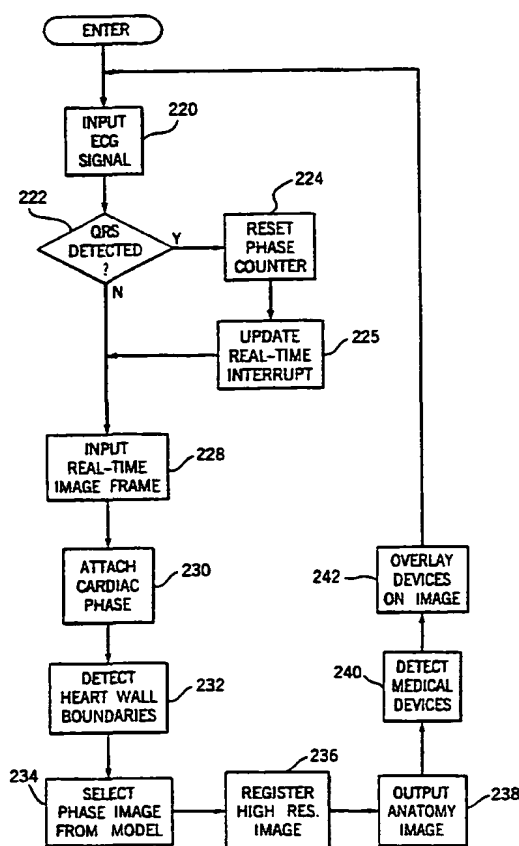 ENTER
INPUT
ECG
SIGNAL
220
222
QRS
DETECTED
?
Y
N
224
RESET
PHASE
COUNTER
UPDATE
REAL-TIME
INTERRUPT
225
INPUT
REAL-TIME
IMAGE FRAME
228
ATTACH
CARDIAC
PHASE
230
DETECT
HEART WALL
BOUNDARIES
232
234
SELECT
PHASE IMAGE
FROM MODEL
236
REGISTER
HIGH RES.
IMAGE
OUTPUT
ANATOMY
IMAGE
238
240
DETECT
MEDICAL
DEVICES
242
OVERLAY
DEVICES
ON IMAGE